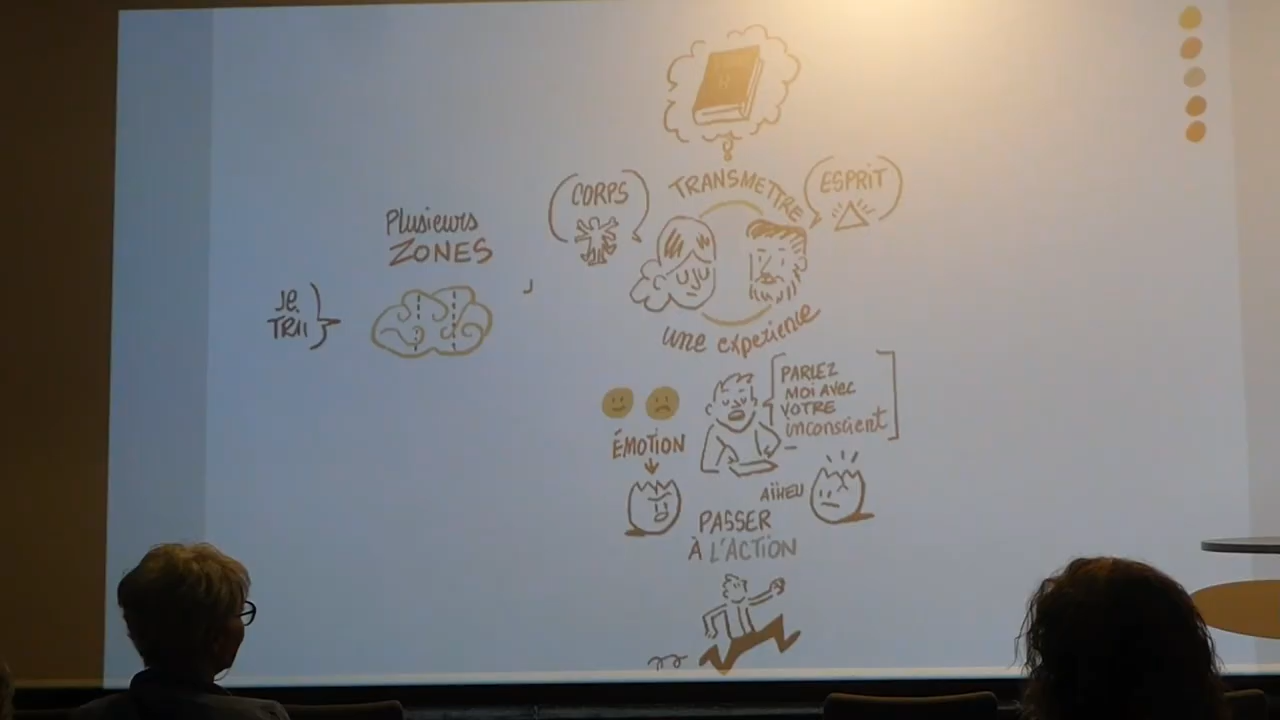 TRANSMETTRE
une experience
CORPS
ESPRIT
Plusieurs
ZONES
Je
TRII
PARLEZ
MOI AVEC
VOTRE
inconscient
ÉMOTION
AÏHEU
PASSER
À L'ACTION